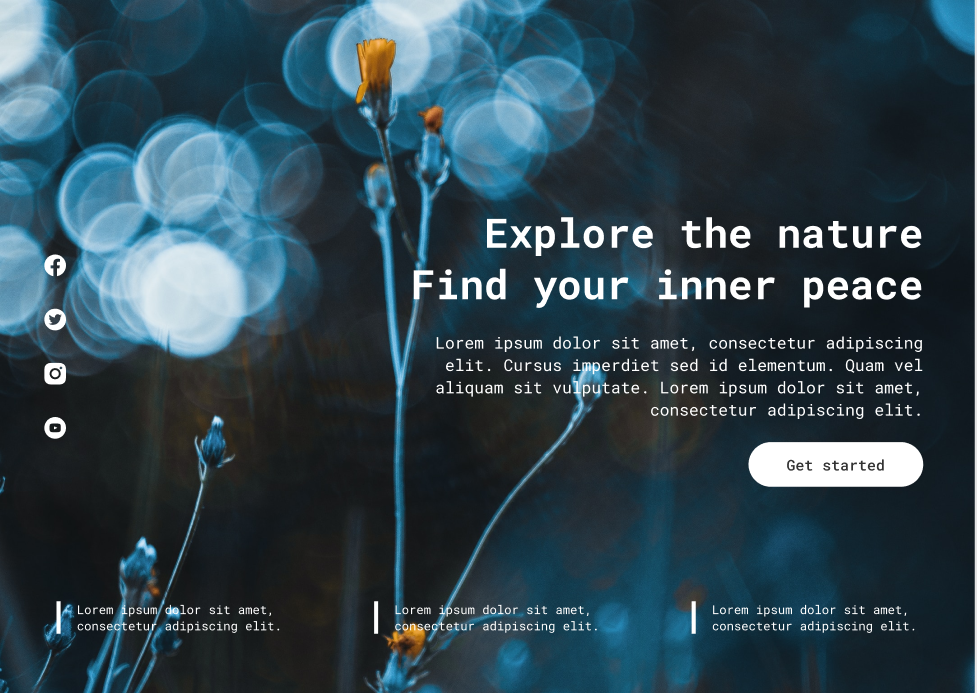 Explore the nature
Find your inner peace
Lorem ipsum dolor sit amet, consectetur adipiscing
elit. Cursus imperdiet sed id elementum. Quam vel
aliquam sit vulputate. Lorem ipsum dolor sit amet,
consectetur adipiscing elit.
Get started
Lorem ipsum dolor sit amet,
consectetur adipiscing elit.
Lorem ipsum dolor sit amet,
consectetur adipiscing elit.
Lorem ipsum dolor sit amet,
consectetur adipiscing elit.